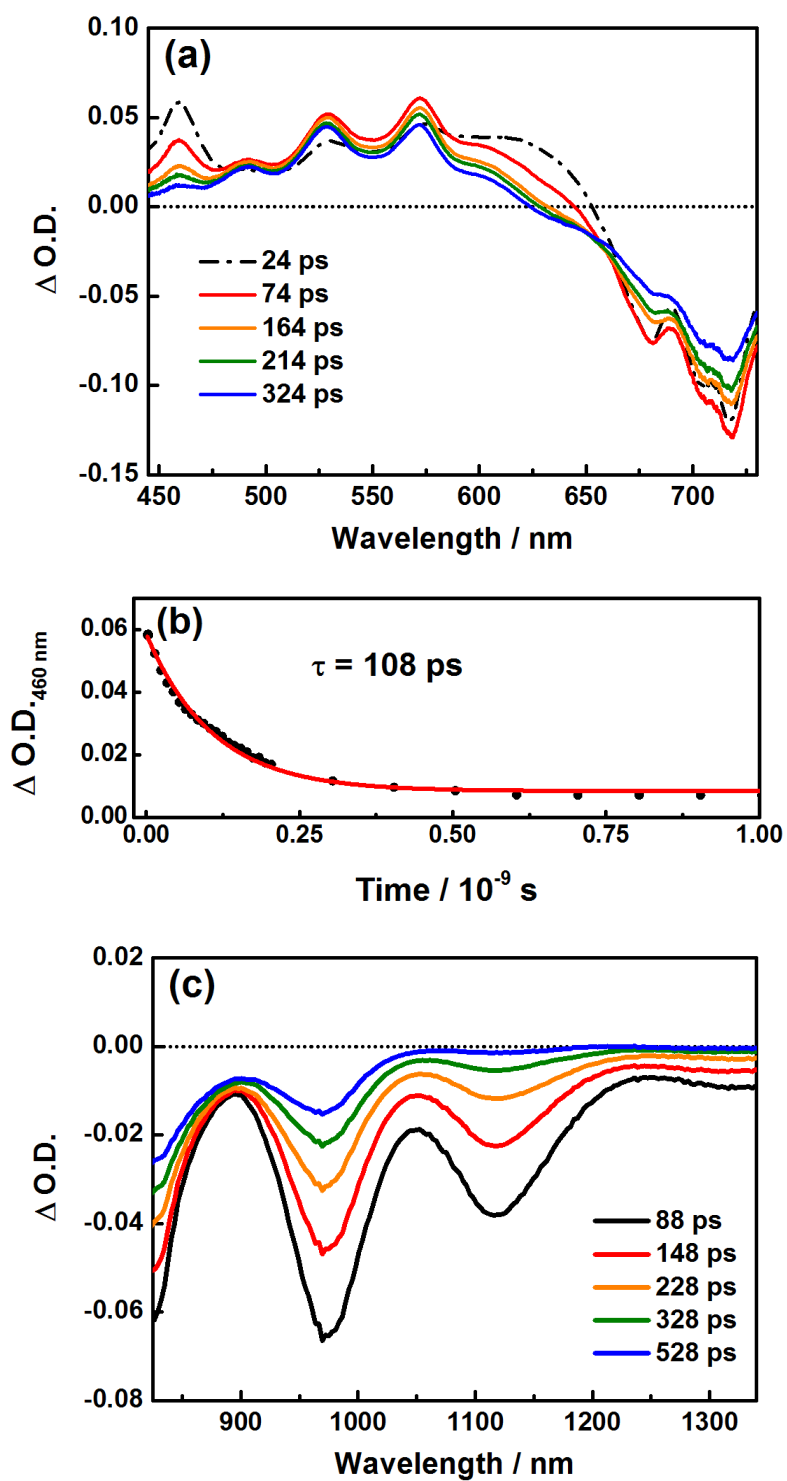 (a)
0.10
0.05
0.00
-0.05
-0.10
-0.15
Δ O.D.
24 ps
74 ps
164 ps
214 ps
324 ps
450 500 550 600 650 700
Wavelength / nm
(b)
τ = 108 ps
0.06
0.04
0.02
0.00
Δ O.D.460 nm
0.00 0.25 0.50 0.75 1.00
Time / 10-9 s
(c)
0.02
0.00
-0.02
-0.04
-0.06
-0.08
Δ O.D.
88 ps
148 ps
228 ps
328 ps
528 ps
900 1000 1100 1200 1300
Wavelength / nm